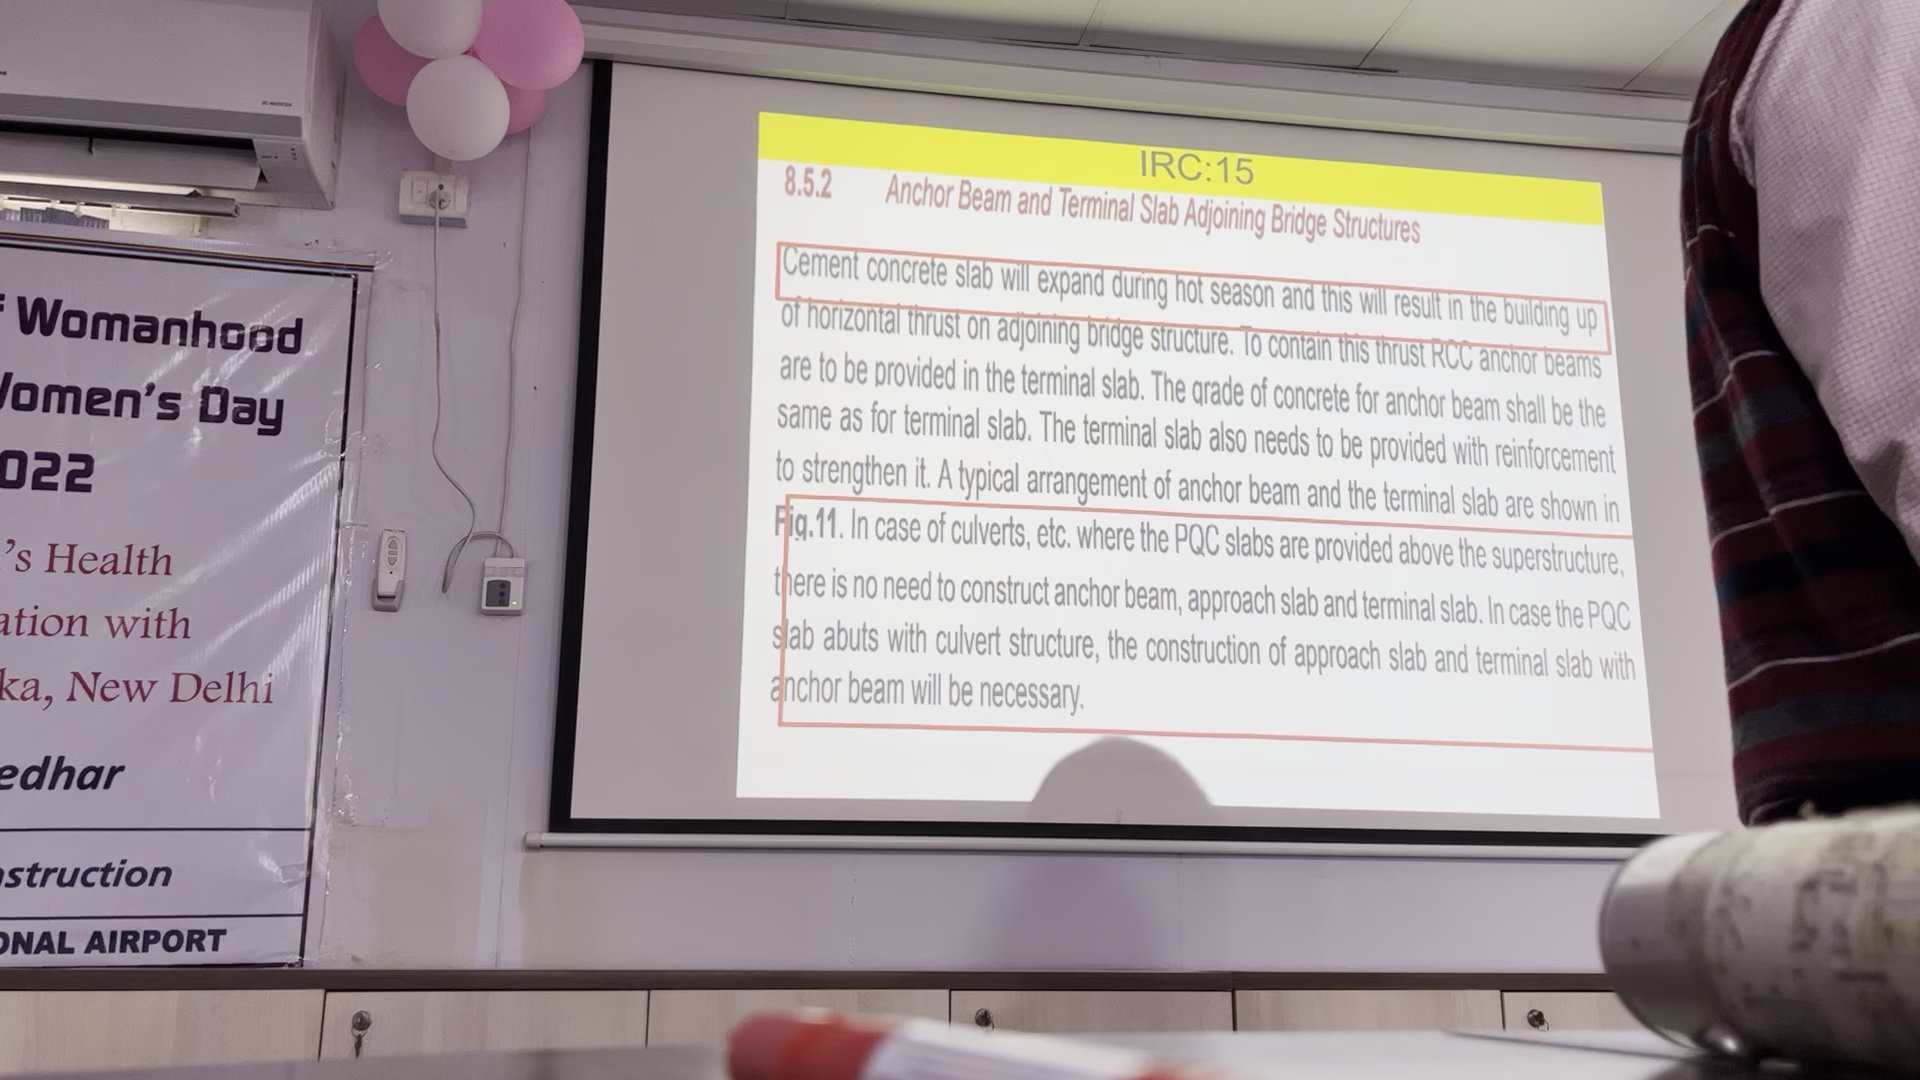 IRC:15
8.5.2 Anchor Beam and Terminal Slab Adjoining Bridge Structures
Cement concrete slab will expand during hot season and this will result in the building up
of horizontal thrust on adjoining bridge structure. To contain this thrust RCC anchor beams
are to be provided in the terminal slab. The grade of concrete for anchor beam shall be the
same as for terminal slab. The terminal slab also needs to be provided with reinforcement
to strengthen it. A typical arrangement of anchor beam and the terminal slab are shown in
Fig.11. In case of culverts, etc. where the PQC slabs are provided above the superstructure,
there is no need to construct anchor beam, approach slab and terminal slab. In case the PQC
slab abuts with culvert structure, the construction of approach slab and terminal slab with
anchor beam will be necessary.
Womanhood
Women's Day
022
's Health
ation with
ka, New Delhi
edhar
nstruction
ONAL AIRPORT